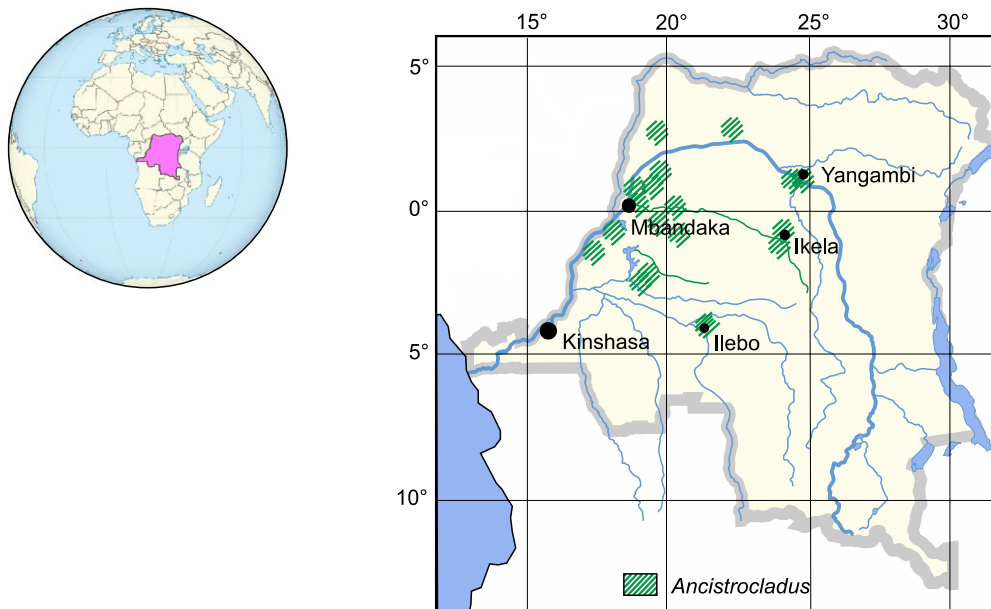 15° 20° 25° 30°
5°
Yangambi
0°
Mbandaka
Ikela
Kinshasa
Ilebo
5°
10°
Ancistrocladus